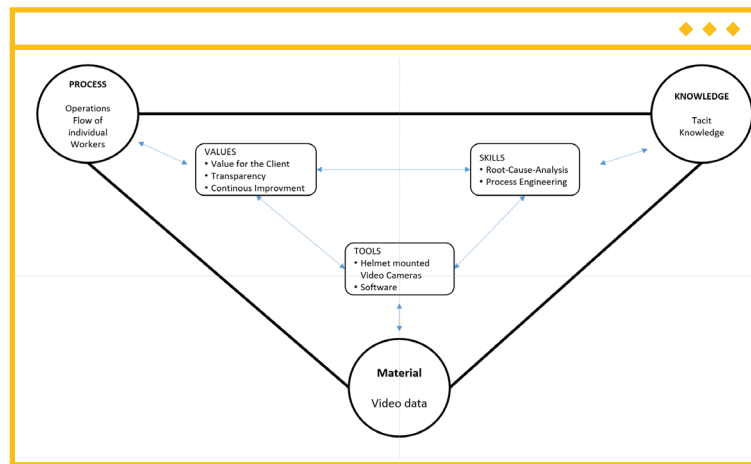 PROCESS
Operations
Flow of
individual
Workers
KNOWLEDGE
Tacit
Knowledge
VALUES
• Value for the Client
• Transparency
• Continous Improvment
SKILLS
• Root-Cause-Analysis
• Process Engineering
TOOLS
• Helmet mounted
Video Cameras
• Software
Material
Video data